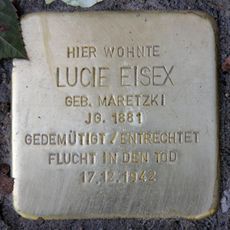 HIER WOHNTE
LUCIE EISEX
GEB. MARETZKI
JG. 1881
GEDEMÜTIGT / ENTRECHTET
FLUCHT IN DEN TOD
17.12.1942